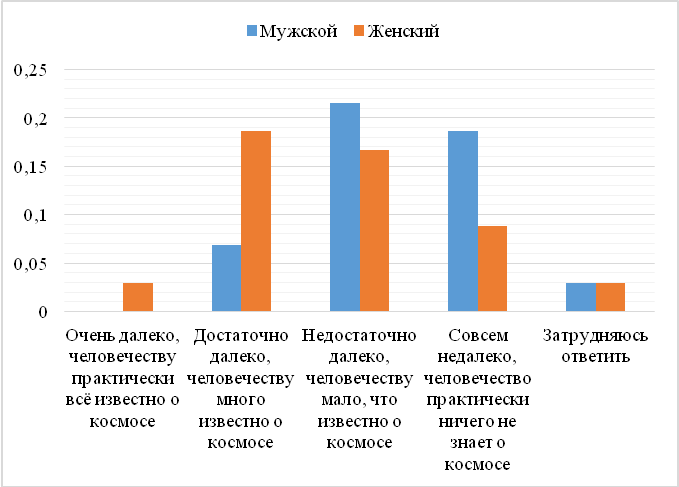 Мужской Женский
0,25
0,2
0,15
0,1
0,05
0
Очень далеко,
человечеству
практически
всё известно о
космосе
Достаточно
далеко,
человечеству
много
известно о
космосе
Недостаточно
далеко,
человечеству
мало, что
известно о
космосе
Совсем
недалеко,
человечество
практически
ничего не
знает о
космосе
Затрудняюсь
ответить